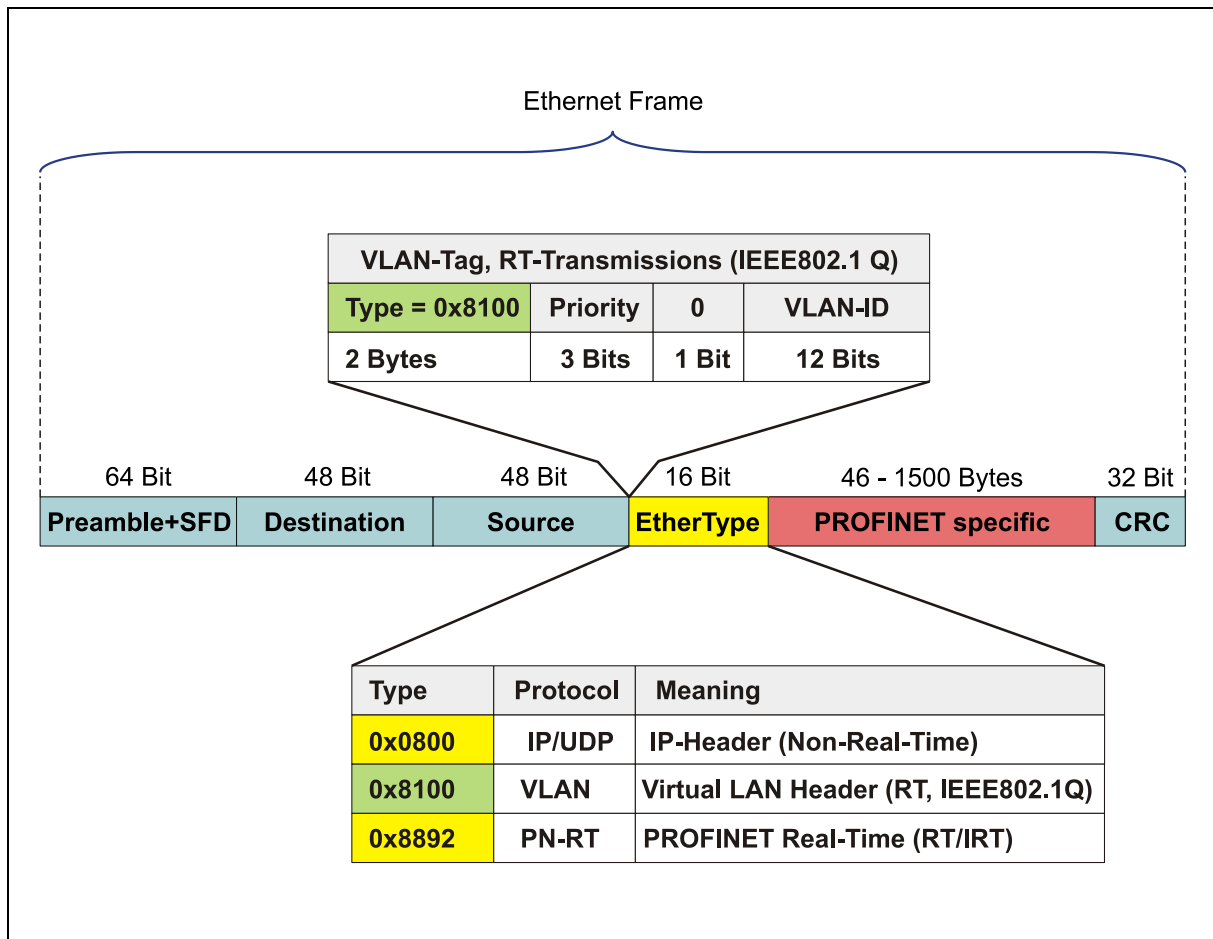 Ethernet Frame
VLAN-Tag, RT-Transmissions (IEEE802.1 Q)
Type = 0x8100 Priority 0 VLAN-ID
2 Bytes 3 Bits 1 Bit 12 Bits
64 Bit 48 Bit 48 Bit 16 Bit 46 - 1500 Bytes 32 Bit
Preamble+SFD Destination Source EtherType PROFINET specific CRC
Type Protocol Meaning
0x0800 IP/UDP IP-Header (Non-Real-Time)
0x8100 VLAN Virtual LAN Header (RT, IEEE802.1Q)
0x8892 PN-RT PROFINET Real-Time (RT/IRT)